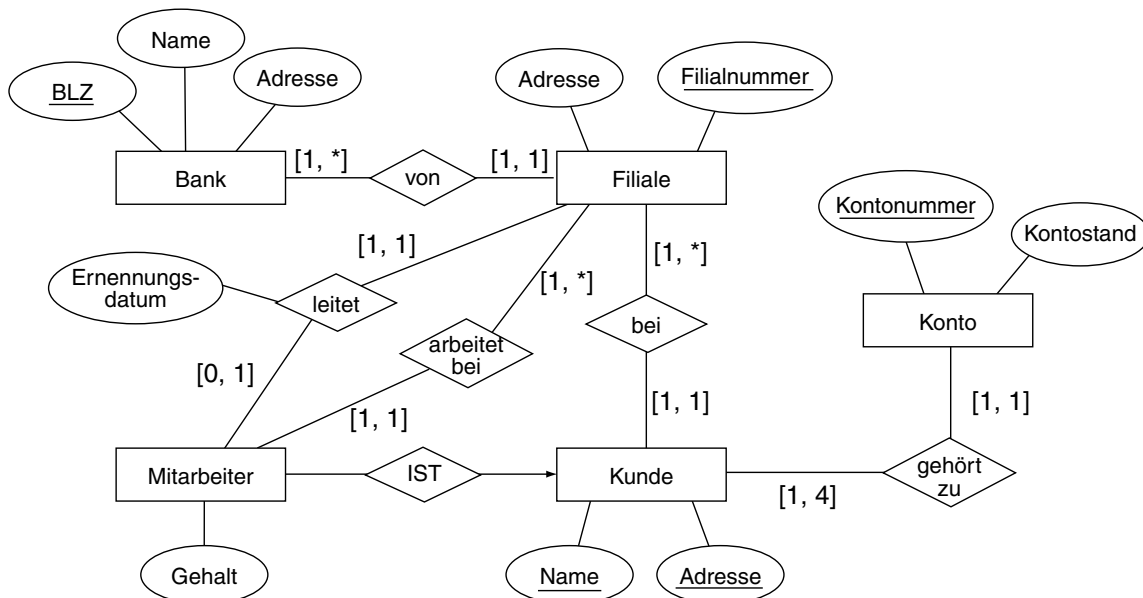 Name
BLZ
Adresse
Adresse
Filialnummer
Bank
[1, *]
von
[1, 1]
Filiale
Kontonummer
Kontostand
[1, 1]
[1, *]
[1, *]
Ernennungs-
datum
leitet
bei
Konto
arbeitet
bei
[0, 1]
[1, 1]
[1, 1]
[1, 1]
Mitarbeiter
IST
Kunde
gehört
zu
[1, 4]
Gehalt
Name
Adresse